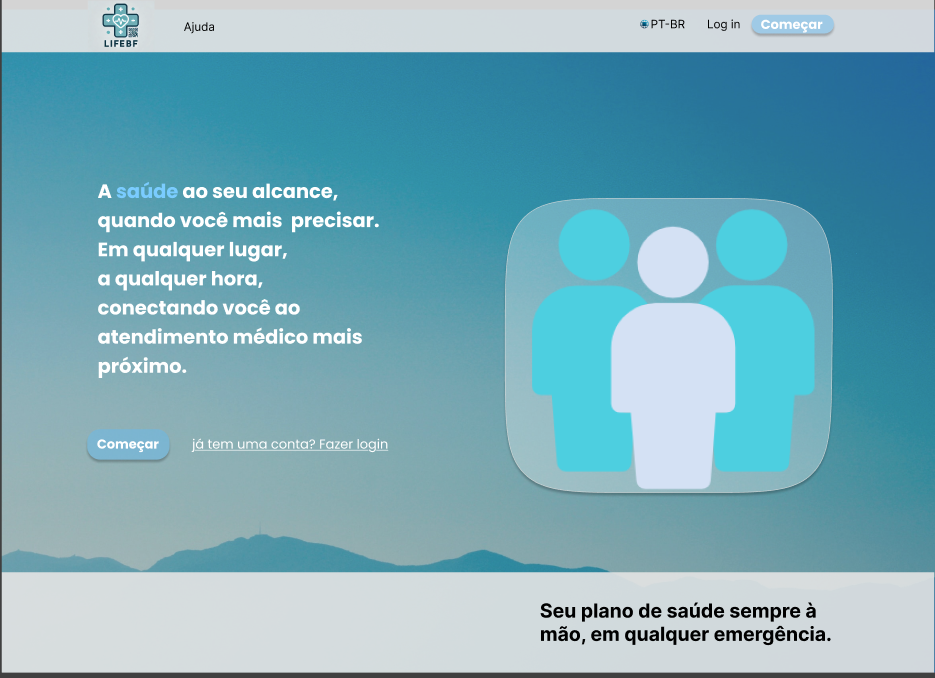 LIFEBF
Ajuda
PT-BR
Log in
Começar
A saúde ao seu alcance,
quando você mais precisar.
Em qualquer lugar,
a qualquer hora,
conectando você ao
atendimento médico mais
próximo.
Começar
já tem uma conta? Fazer login
Seu plano de saúde sempre à
mão, em qualquer emergência.